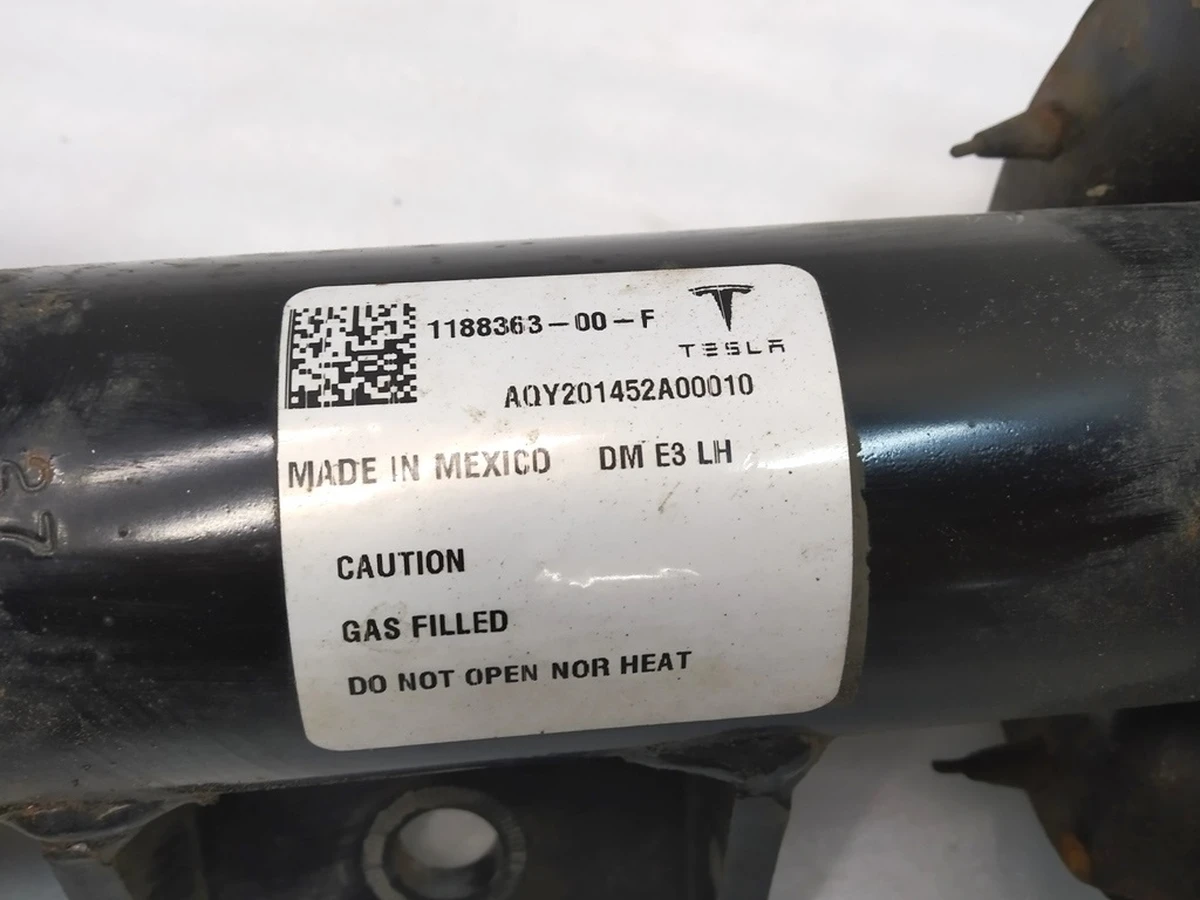 1188363-00-F
TESLA
AQY201452A00010
MADE IN MEXICO DM E3 LH
CAUTION
GAS FILLED
DO NOT OPEN NOR HEAT